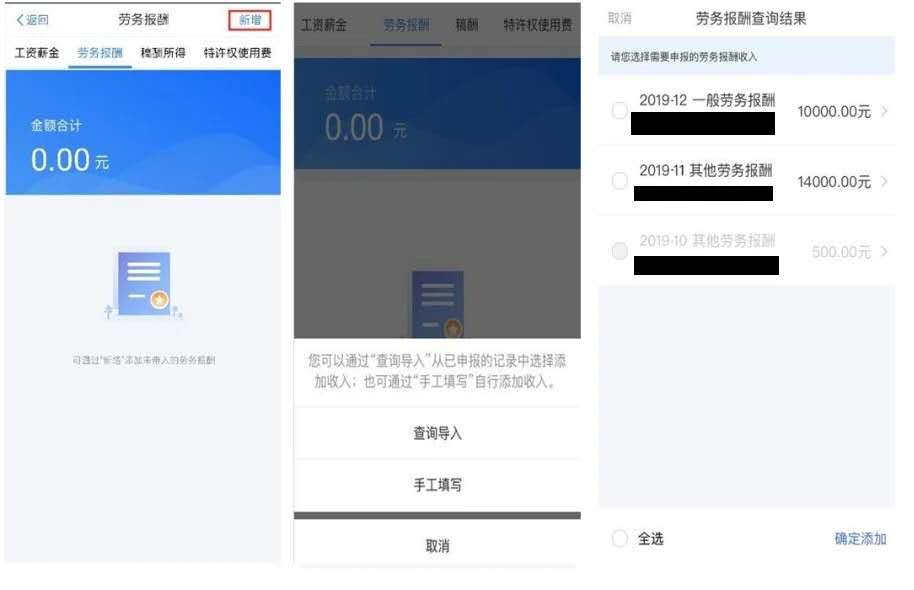 返回
劳务报酬
新增
工资薪金
劳务报酬
稿酬所得
特许权使用费
金额合计
0.00 元
可通过“新增”添加未带入的劳务报酬
工资薪金
劳务报酬
稿酬
特许权使用费
金额合计
0.00 元
您可以通过“查询导入”从已申报的记录中选择添
加收入；也可通过“手工填写”自行添加收入。
查询导入
手工填写
取消
取消
劳务报酬查询结果
请您选择需要申报的劳务报酬收入
2019-12 一般劳务报酬
10000.00元
2019-11 其他劳务报酬
14000.00元
2019-10 其他劳务报酬
500.00元
全选
确定添加